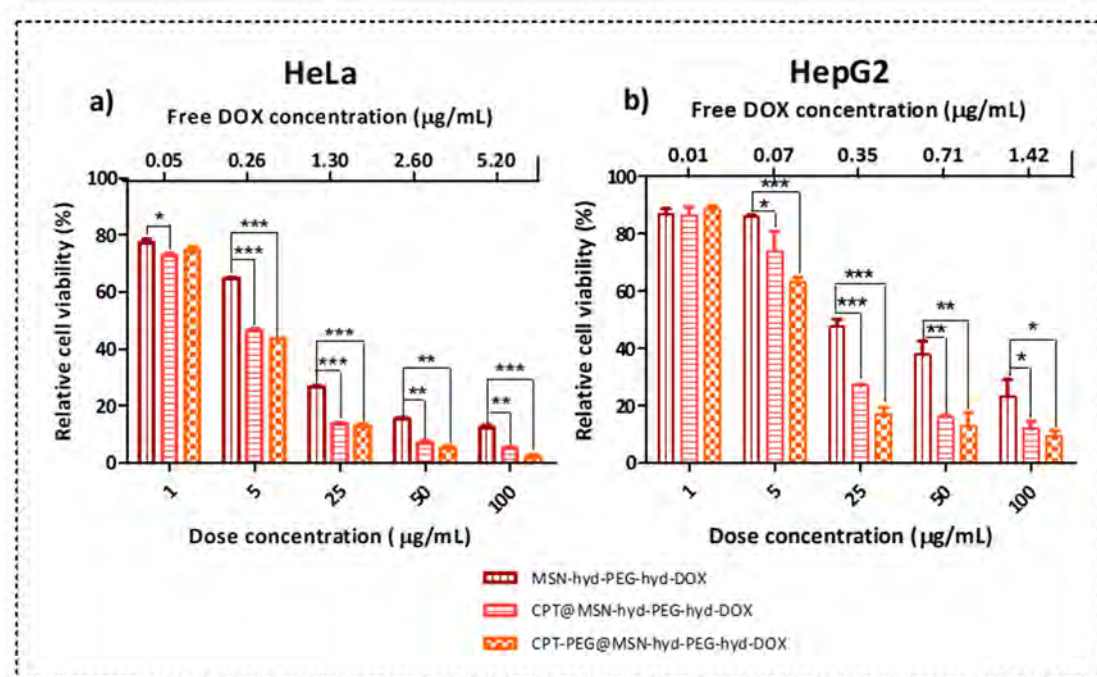 HeLa
a)
Free DOX concentration (µg/mL)
0.05 0.26 1.30 2.60 5.20
Relative cell viability (%)
100
80
60
40
20
0
* *** *** *** *** ** ** *** **
1 5 25 50 100
Dose concentration ( µg/mL)
HepG2
b)
Free DOX concentration (µg/mL)
0.01 0.07 0.35 0.71 1.42
Relative cell viability (%)
100
80
60
40
20
0
*** * *** *** ** ** * *
1 5 25 50 100
Dose concentration (µg/mL)
MSN-hyd-PEG-hyd-DOX
CPT@MSN-hyd-PEG-hyd-DOX
CPT-PEG@MSN-hyd-PEG-hyd-DOX